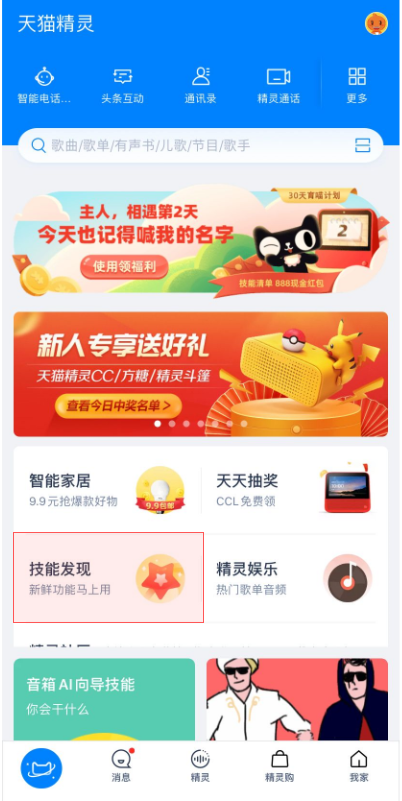 天猫精灵
智能电话... 头条互动 通讯录 精灵通话 更多
歌曲/歌单/有声书/儿歌/节目/歌手
30天育喵计划
主人，相遇第2天
今天也记得喊我的名字
2
使用领福利
技能清单 888现金红包
新人专享送好礼
天猫精灵CC/方糖/精灵斗篷
查看今日中奖名单>
智能家居 天天抽奖
9.9元抢爆款好物 CCL免费领
9.9包邮
技能发现 精灵娱乐
新鲜功能马上用 热门歌单音频
音箱AI向导技能
你会干什么
消息 精灵 精灵购 我家